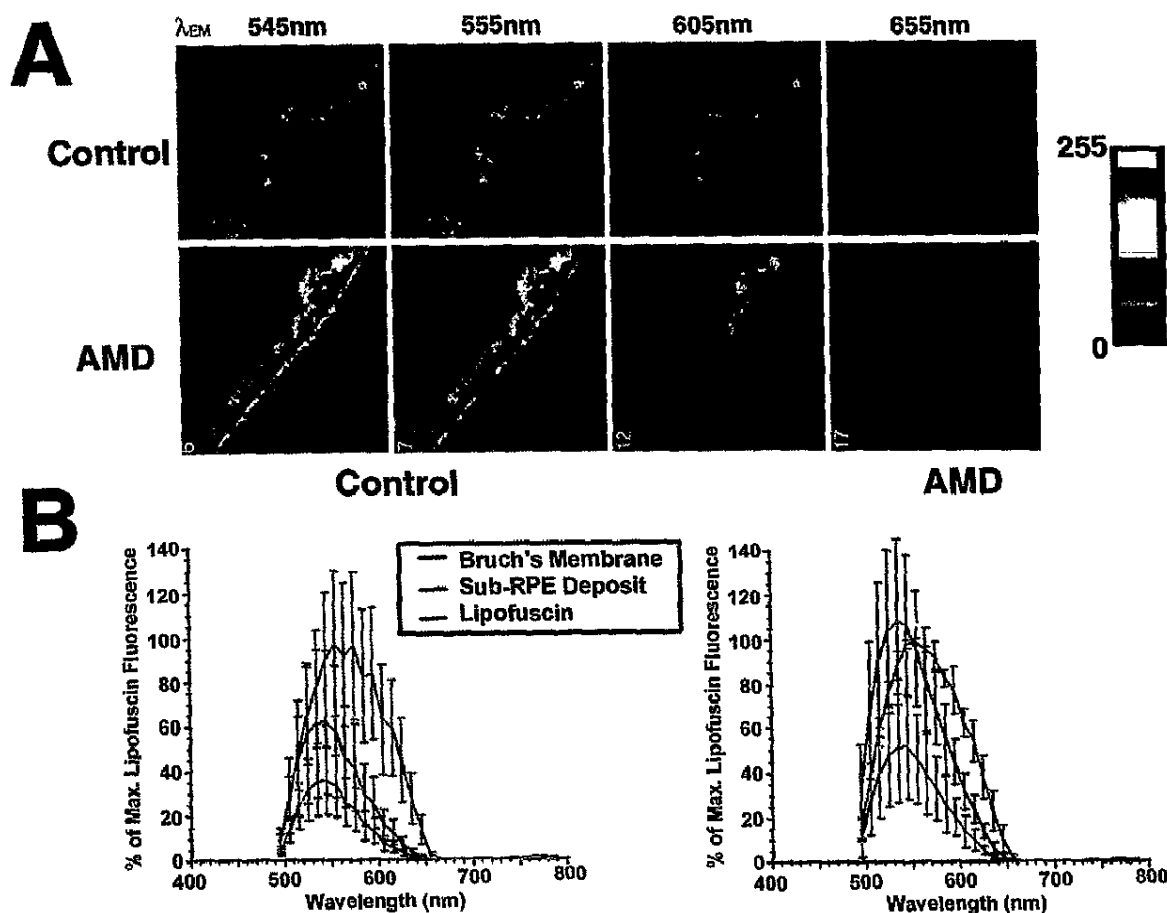 A
λEM 545nm 555nm 605nm 655nm
Control
255
0
AMD
7
12
17
Control AMD
B
Bruch's Membrane
Sub-RPE Deposit
Lipofuscin
% of Max. Lipofuscin Fluorescence
140
120
100
80
60
40
20
0
400 500 600 700 800
Wavelength (nm)
% of Max. Lipofuscin Fluorescence
140
120
100
80
60
40
20
0
400 500 600 700 800
Wavelength (nm)